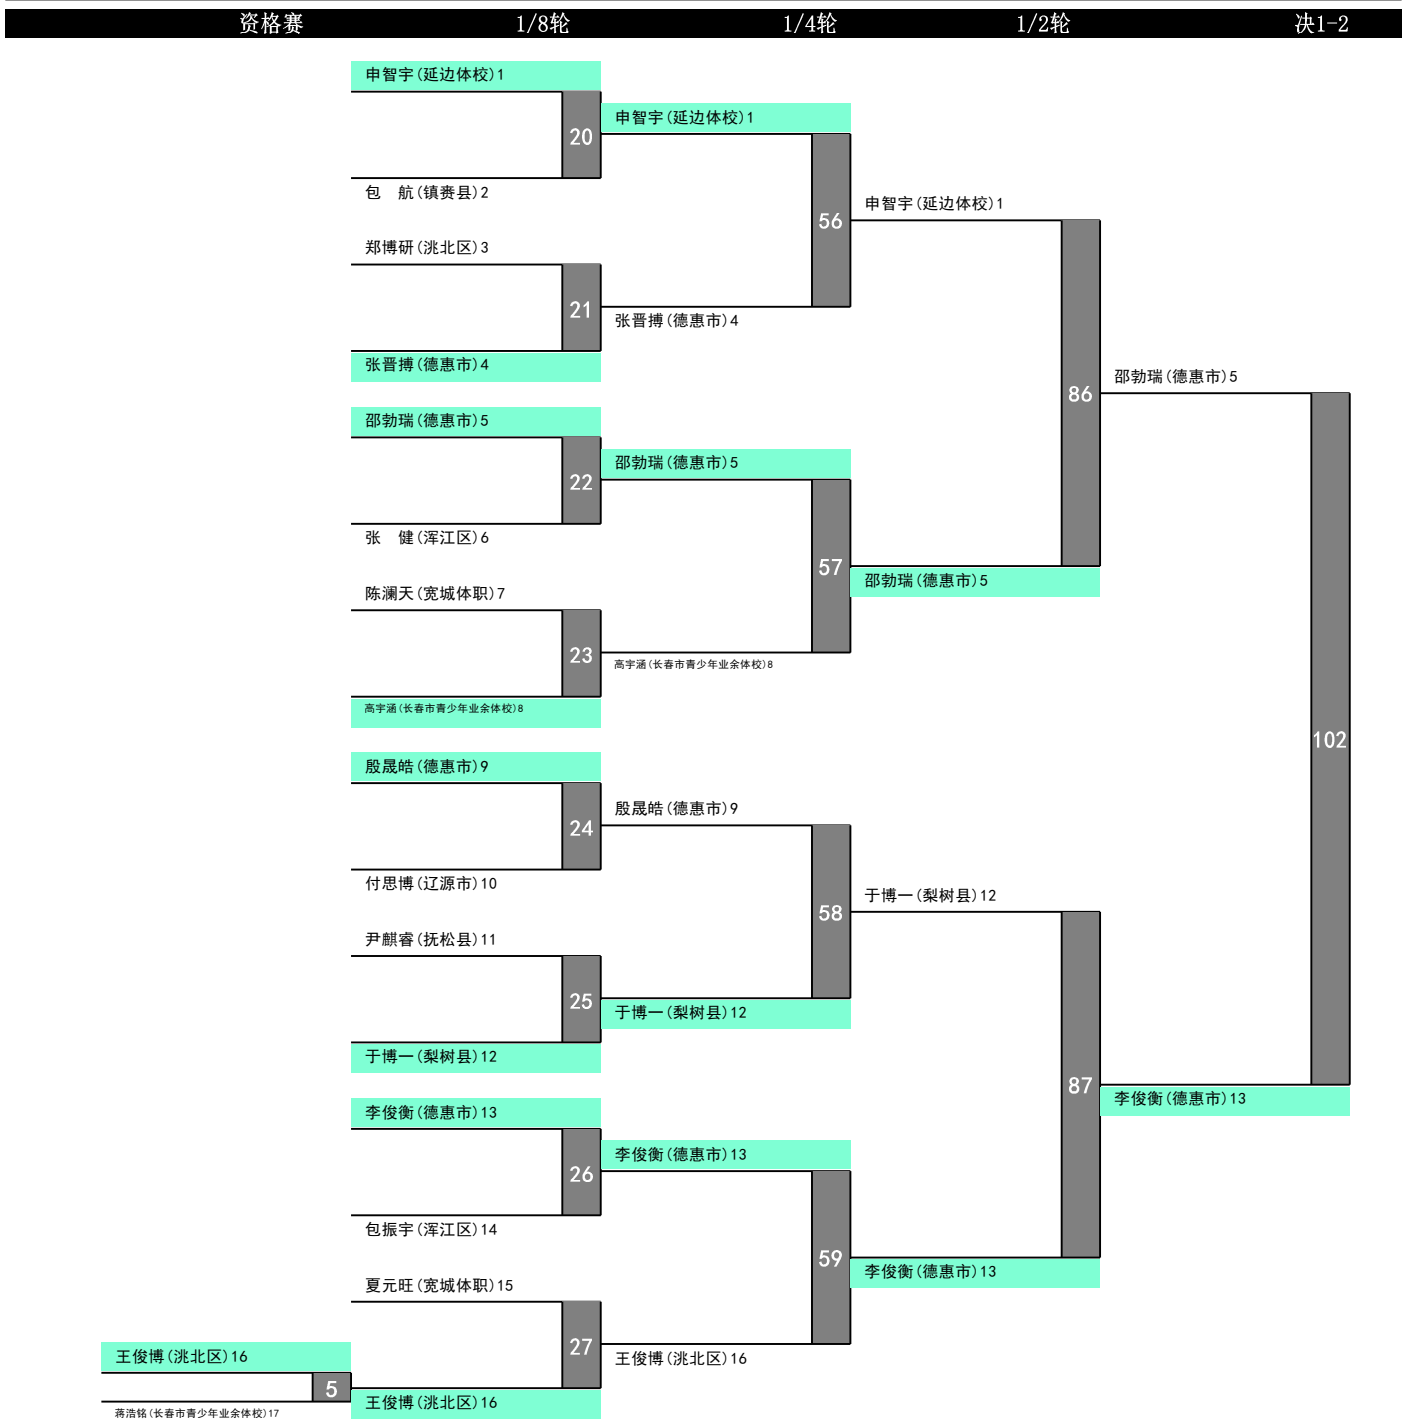 资格赛 1/8轮 1/4轮 1/2轮 决1-2
申智宇(延边体校)1
申智宇(延边体校)1
20
包　航(镇赉县)2
申智宇(延边体校)1
56
郑博研(洮北区)3
21
张晋搏(德惠市)4
张晋搏(德惠市)4
邵勃瑞(德惠市)5
86
邵勃瑞(德惠市)5
邵勃瑞(德惠市)5
22
张　健(浑江区)6
57
邵勃瑞(德惠市)5
陈澜天(宽城体职)7
23
高宇涵(长春市青少年业余体校)8
高宇涵(长春市青少年业余体校)8
102
殷晟皓(德惠市)9
殷晟皓(德惠市)9
24
付思博(辽源市)10
于博一(梨树县)12
58
尹麒睿(抚松县)11
25
于博一(梨树县)12
于博一(梨树县)12
87
李俊衡(德惠市)13
李俊衡(德惠市)13
李俊衡(德惠市)13
26
包振宇(浑江区)14
59
李俊衡(德惠市)13
夏元旺(宽城体职)15
27
王俊博(洮北区)16
王俊博(洮北区)16
5
王俊博(洮北区)16
蒋浩铭(长春市青少年业余体校)17